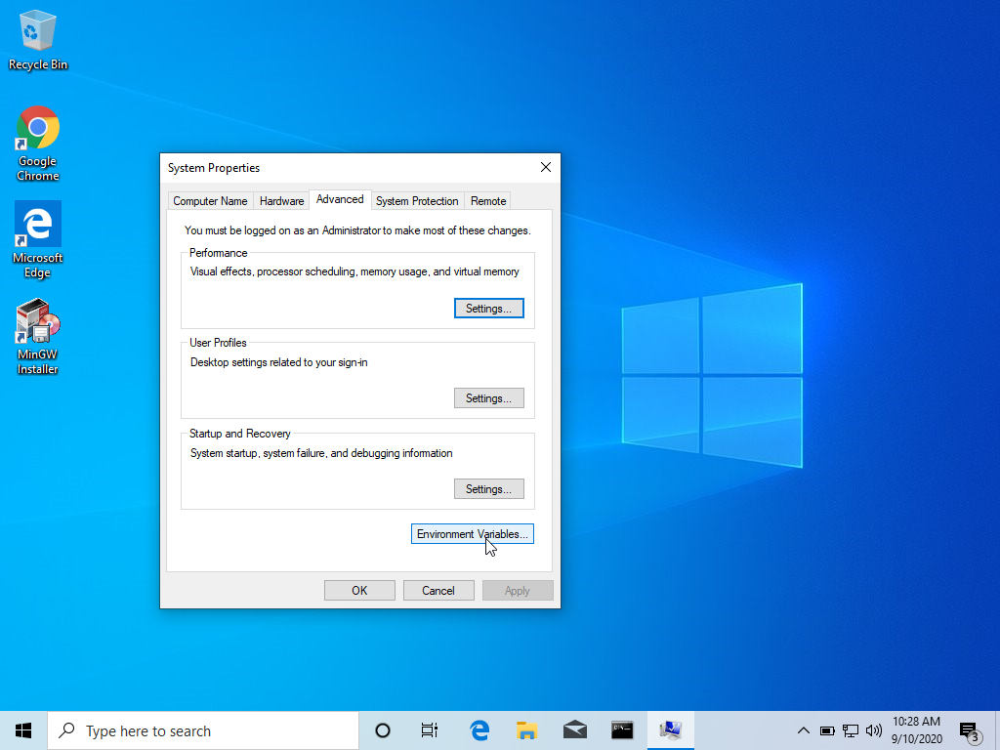 Recycle Bin
Google
Chrome
Microsoft
Edge
MinGW
Installer
System Properties
Computer Name
Hardware
Advanced
System Protection
Remote
You must be logged on as an Administrator to make most of these changes.
Performance
Visual effects, processor scheduling, memory usage, and virtual memory
Settings...
User Profiles
Desktop settings related to your sign-in
Settings...
Startup and Recovery
System startup, system failure, and debugging information
Settings...
Environment Variables...
OK
Cancel
Apply
Type here to search
10:28 AM
9/10/2020
3